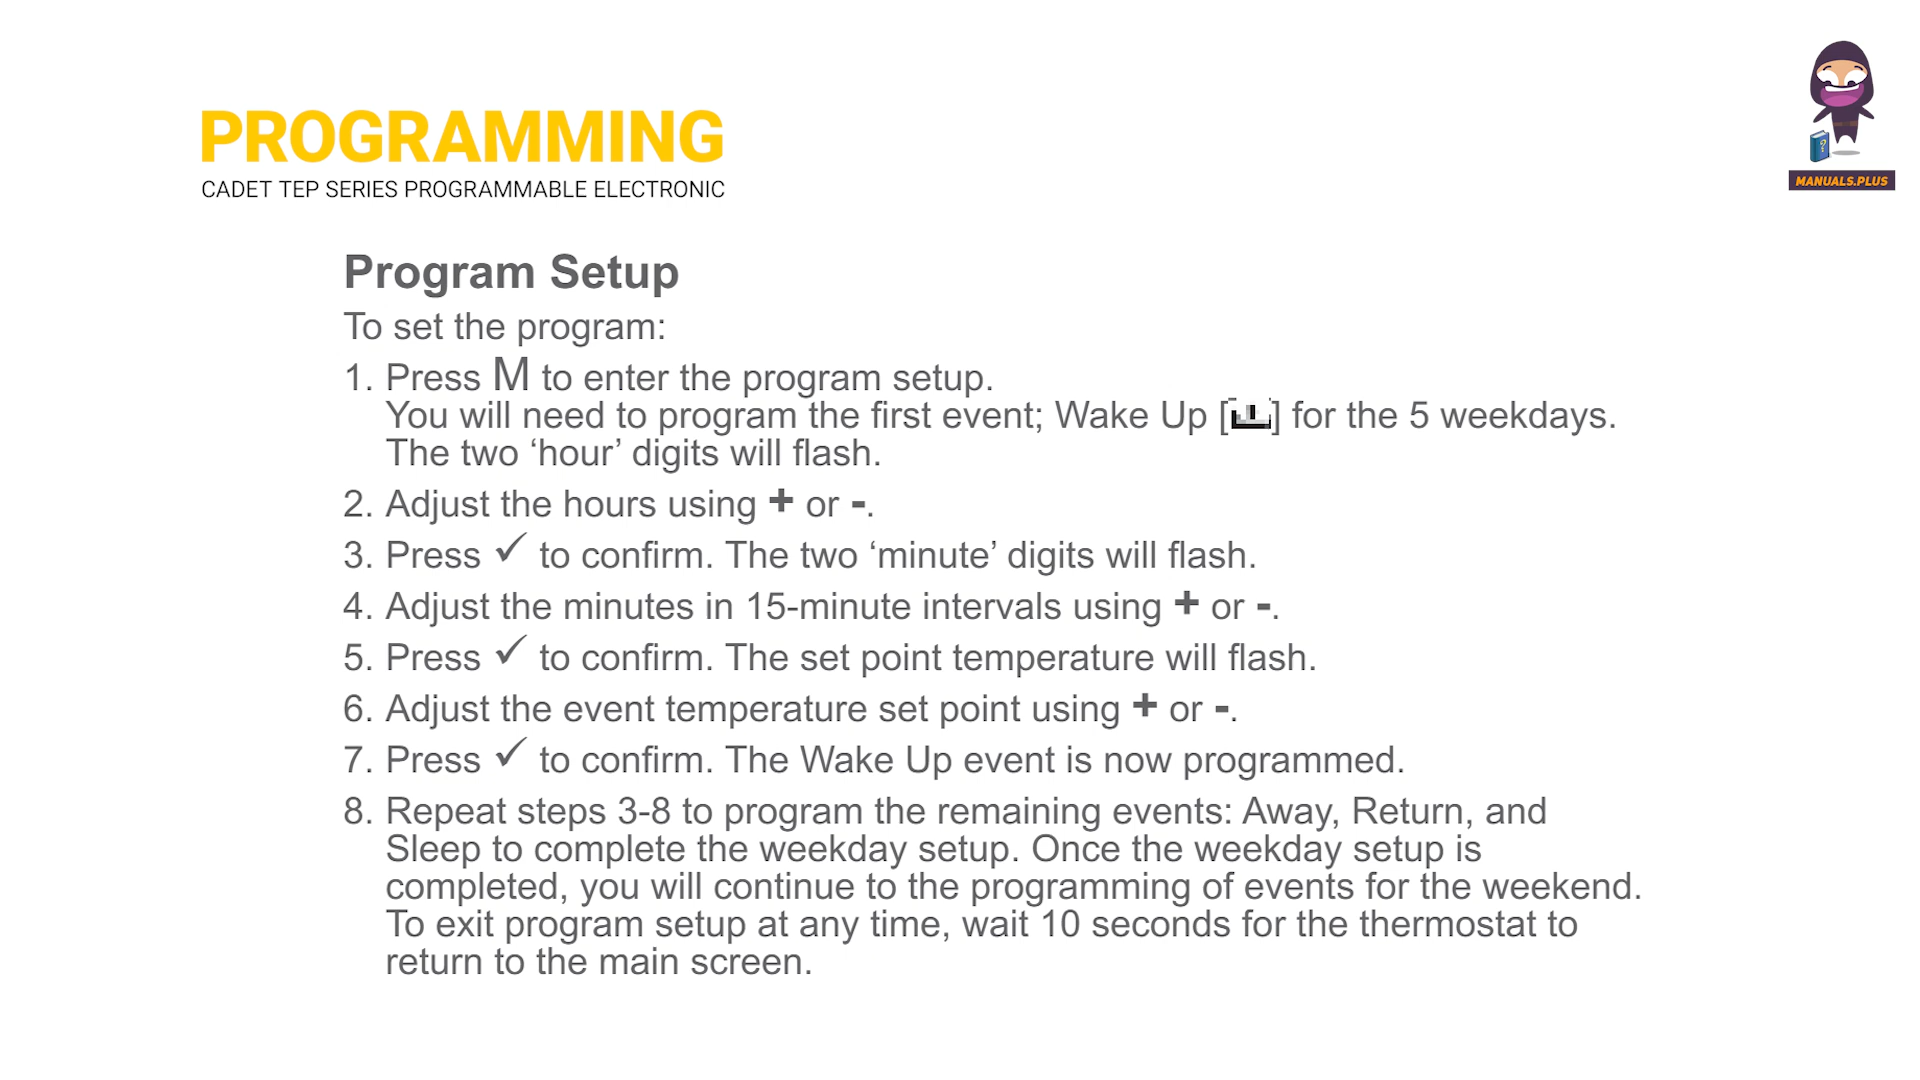 PROGRAMMING
CADET TEP SERIES PROGRAMMABLE ELECTRONIC
?
MANUALS.PLUS
Program Setup
To set the program:
1. Press M to enter the program setup.
You will need to program the first event; Wake Up [ ] for the 5 weekdays.
The two ‘hour’ digits will flash.
2. Adjust the hours using + or -.
3. Press ✓ to confirm. The two ‘minute’ digits will flash.
4. Adjust the minutes in 15-minute intervals using + or -.
5. Press ✓ to confirm. The set point temperature will flash.
6. Adjust the event temperature set point using + or -.
7. Press ✓ to confirm. The Wake Up event is now programmed.
8. Repeat steps 3-8 to program the remaining events: Away, Return, and
Sleep to complete the weekday setup. Once the weekday setup is
completed, you will continue to the programming of events for the weekend.
To exit program setup at any time, wait 10 seconds for the thermostat to
return to the main screen.